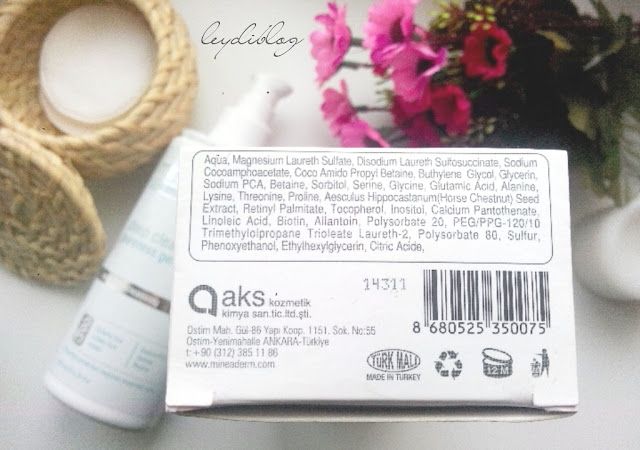 leydiblog
Aqua, Magnesium Laureth Sulfate, Disodium Laureth Sulfosuccinate, Sodium
Cocoamphoacetate, Coco Amido Propyl Betaine, Buthylene Glycol, Glycerin,
Sodium PCA, Betaine, Sorbitol, Serine, Glycine, Glutamic Acid, Alanine,
Lysine, Threonine, Proline, Aesculus Hippocastanum(Horse Chestnut) Seed
Extract, Retinyl Palmitate, Tocopherol, Inositol, Calcium Pantothenate,
Linoleic Acid, Biotin, Allantoin, Polysorbate 20, PEG/PPG-120/10
Trimethylolpropane Trioleate Laureth-2, Polysorbate 80, Sulfur,
Phenoxyethanol, Ethylhexylglycerin, Citric Acide,
aks kozmetik
kimya san.tic.ltd.şti.
Ostim Mah. Gül-86 Yapı Koop. 1151. Sok. No:55
Ostim-Yenimahalle ANKARA-Türkiye
t:+90 (312) 385 11 86
www.mineaderm.com
14311
8 680525 350075
TÜRK MALI
MADE IN TURKEY
12 M